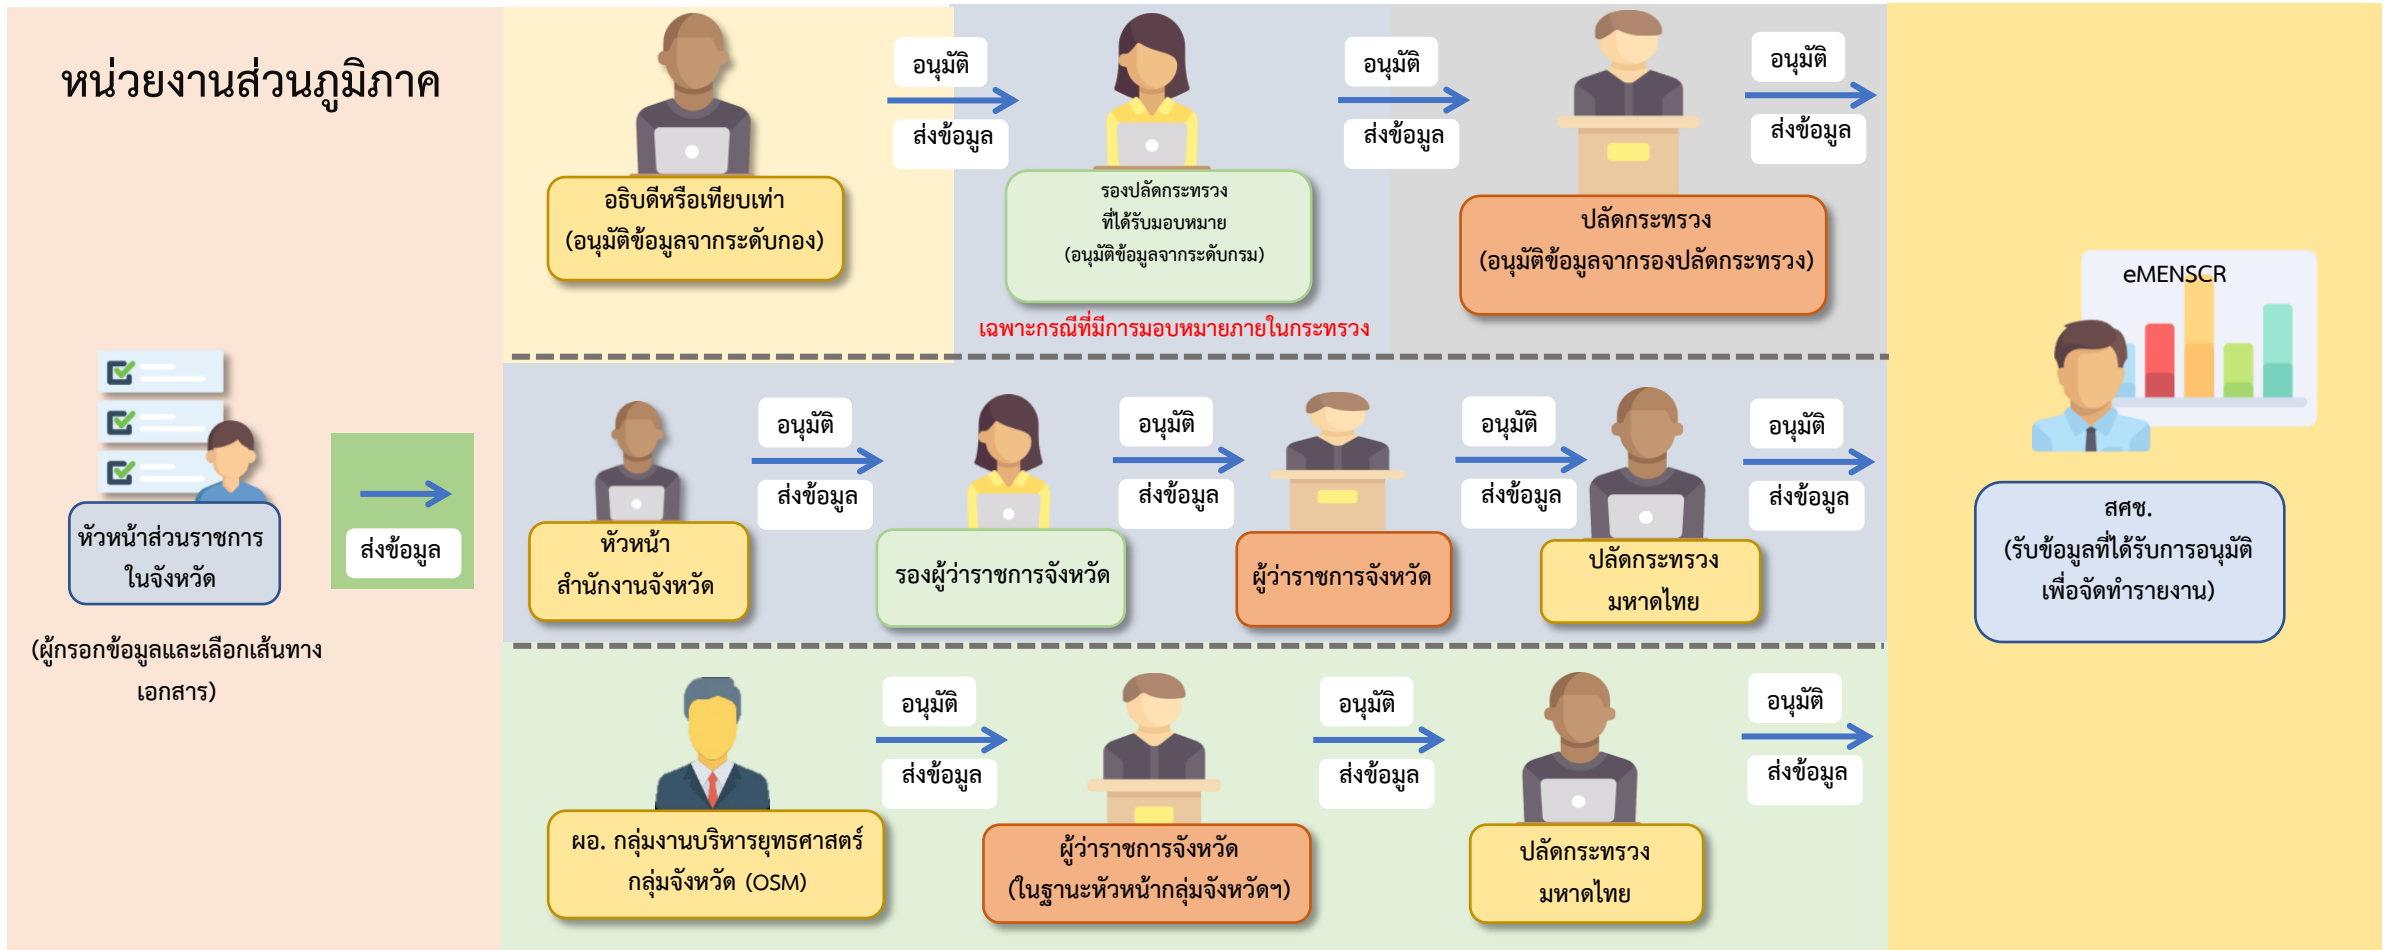 หน่วยงานส่วนภูมิภาค
หัวหน้าส่วนราชการ
ในจังหวัด
(ผู้กรอกข้อมูลและเลือกเส้นทาง
เอกสาร)
ส่งข้อมูล
อธิบดีหรือเทียบเท่า
(อนุมัติข้อมูลจากระดับกอง)
อนุมัติ
ส่งข้อมูล
รองปลัดกระทรวง
ที่ได้รับมอบหมาย
(อนุมัติข้อมูลจากระดับกรม)
เฉพาะกรณีที่มีการมอบหมายภายในกระทรวง
อนุมัติ
ส่งข้อมูล
ปลัดกระทรวง
(อนุมัติข้อมูลจากรองปลัดกระทรวง)
อนุมัติ
ส่งข้อมูล
หัวหน้า
สำนักงานจังหวัด
อนุมัติ
ส่งข้อมูล
รองผู้ว่าราชการจังหวัด
อนุมัติ
ส่งข้อมูล
ผู้ว่าราชการจังหวัด
อนุมัติ
ส่งข้อมูล
ปลัดกระทรวง
มหาดไทย
อนุมัติ
ส่งข้อมูล
ผอ. กลุ่มงานบริหารยุทธศาสตร์
กลุ่มจังหวัด (OSM)
อนุมัติ
ส่งข้อมูล
ผู้ว่าราชการจังหวัด
(ในฐานะหัวหน้ากลุ่มจังหวัดฯ)
อนุมัติ
ส่งข้อมูล
ปลัดกระทรวง
มหาดไทย
อนุมัติ
ส่งข้อมูล
eMENSCR
สศช.
(รับข้อมูลที่ได้รับการอนุมัติ
เพื่อจัดทำรายงาน)